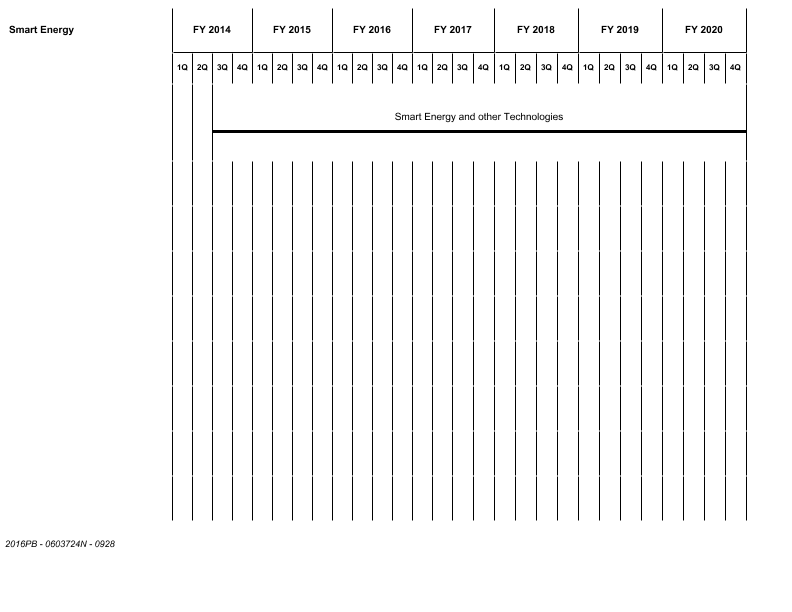 Smart Energy
FY 2014 FY 2015 FY 2016 FY 2017 FY 2018 FY 2019 FY 2020
1Q 2Q 3Q 4Q 1Q 2Q 3Q 4Q 1Q 2Q 3Q 4Q 1Q 2Q 3Q 4Q 1Q 2Q 3Q 4Q 1Q 2Q 3Q 4Q 1Q 2Q 3Q 4Q
Smart Energy and other Technologies
2016PB - 0603724N - 0928